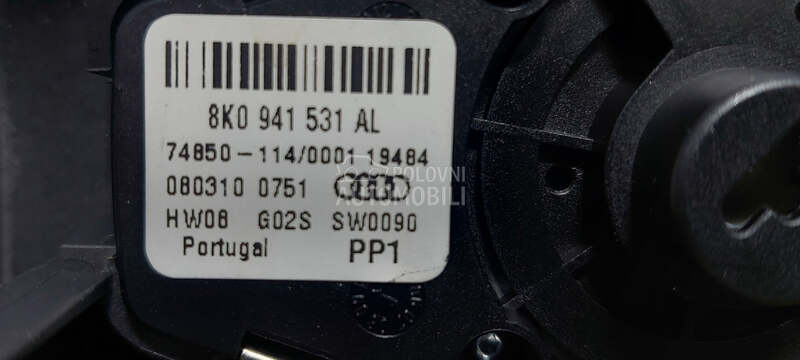 8K0 941 531 AL
74850-114/0001 19484
080310 0751
POLOVNI
AUTOMOBILI
HW08 G02S SW0090
Portugal PP1